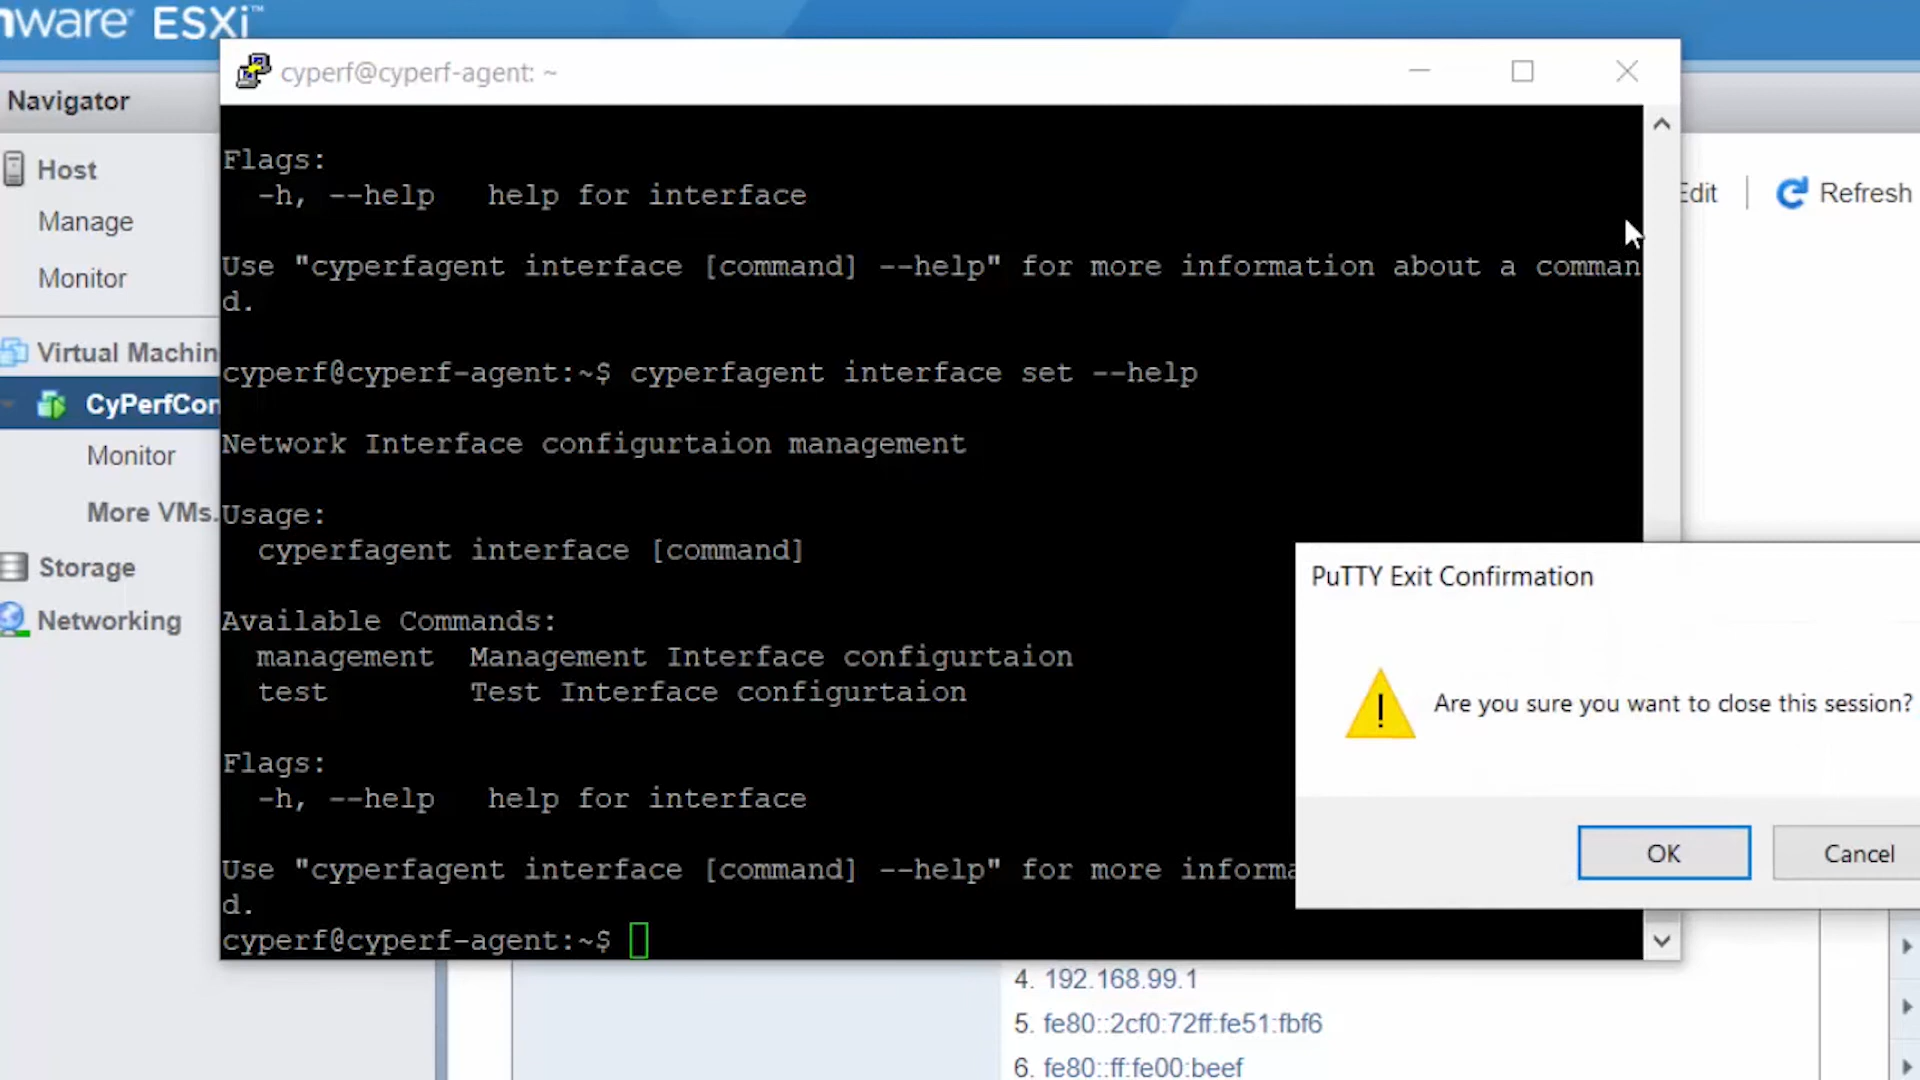 ware ESXi™
cyperf@cyperf-agent: ~
Navigator
Host
Manage
Monitor
Virtual Machin
CyPerfCon
Monitor
More VMs.
Storage
Networking
Edit
Refresh
Flags:
-h, --help help for interface
Use "cyperfagent interface [command] --help" for more information about a comman
d.
cyperf@cyperf-agent:~$ cyperfagent interface set --help
Network Interface configurtaion management
Usage:
cyperfagent interface [command]
Available Commands:
management Management Interface configurtaion
test Test Interface configurtaion
Flags:
-h, --help help for interface
Use "cyperfagent interface [command] --help" for more informa
d.
cyperf@cyperf-agent:~$
PuTTY Exit Confirmation
Are you sure you want to close this session?
OK
Cancel
4. 192.168.99.1
5. fe80::2cf0:72ff:fe51:fbf6
6. fe80::ff:fe00:beef